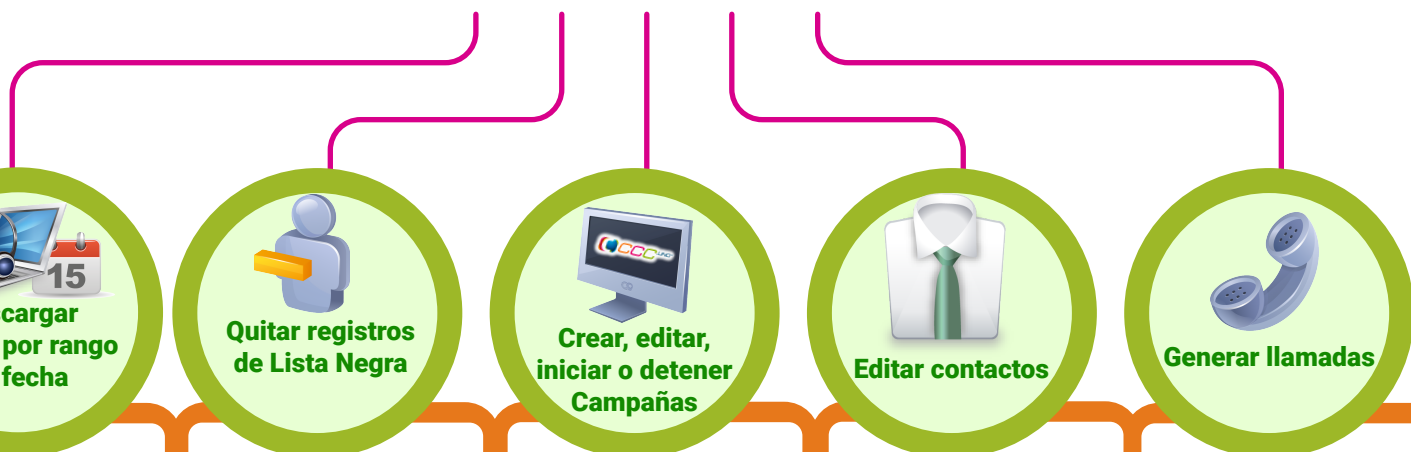 15
cargar
por rango
fecha
Quitar registros
de Lista Negra
CCC
Crear, editar,
iniciar o detener
Campañas
Editar contactos
Generar llamadas